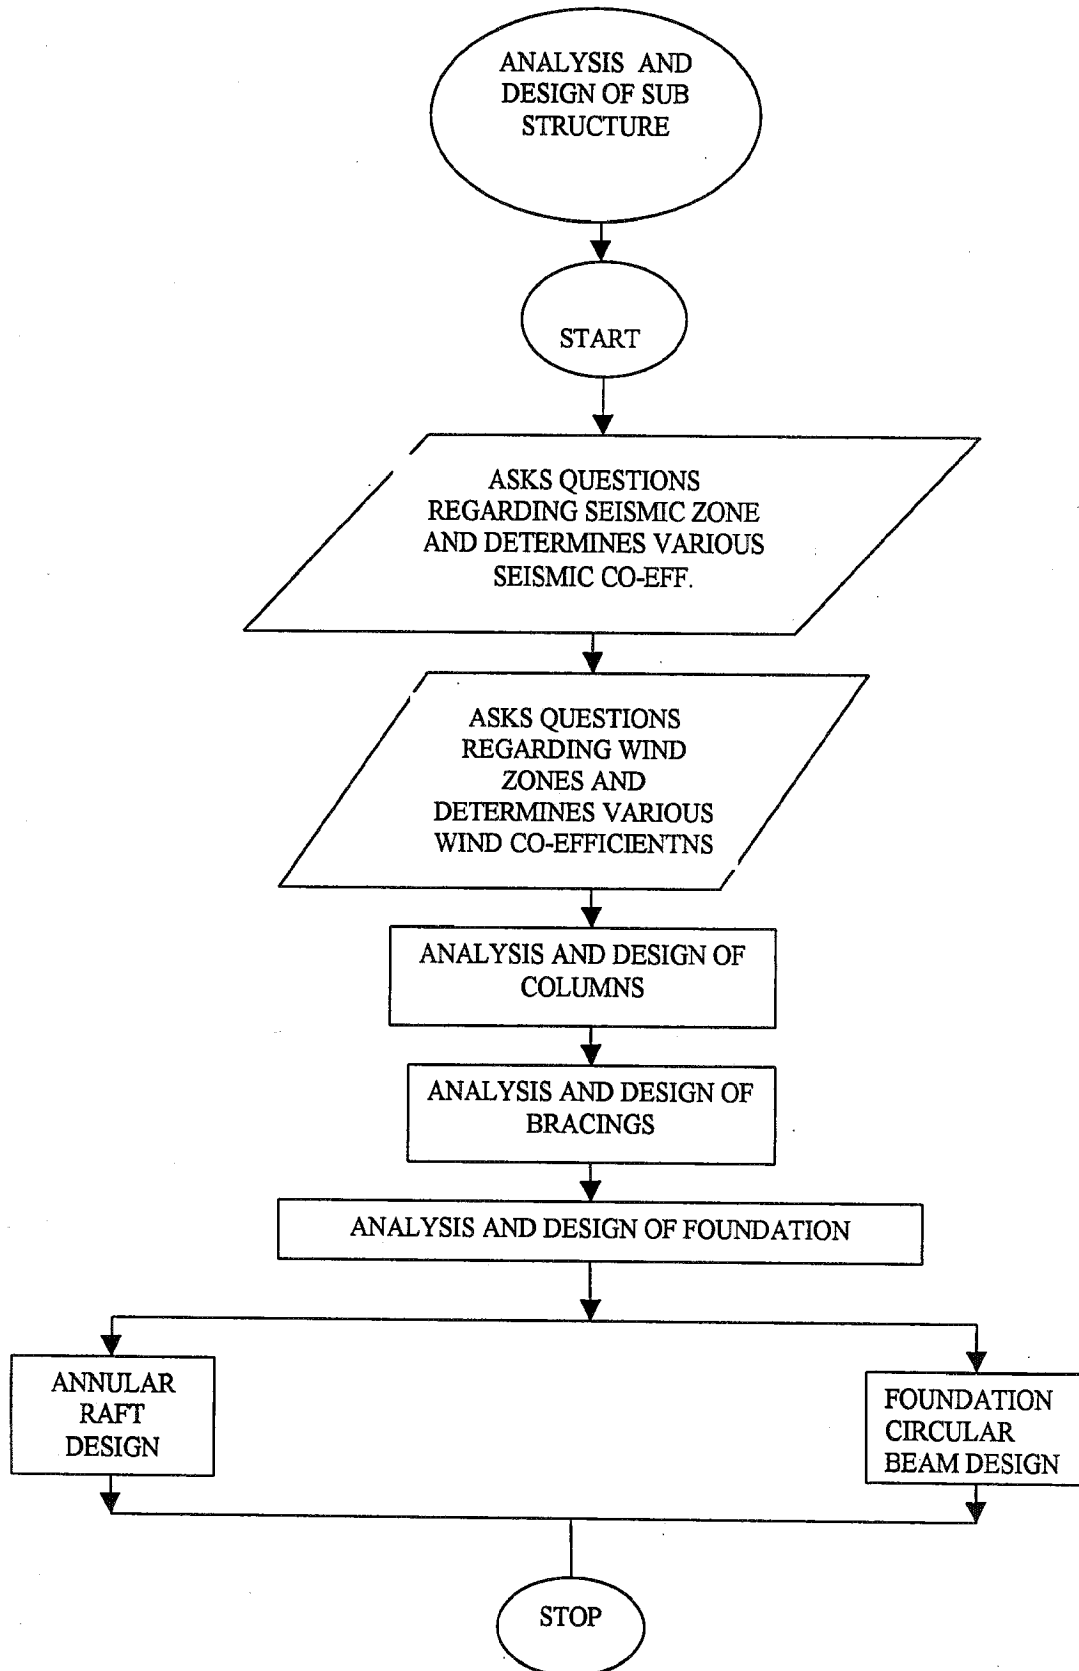 ANALYSIS AND
DESIGN OF SUB
STRUCTURE
START
ASKS QUESTIONS
REGARDING SEISMIC ZONE
AND DETERMINES VARIOUS
SEISMIC CO-EFF.
ASKS QUESTIONS
REGARDING WIND
ZONES AND
DETERMINES VARIOUS
WIND CO-EFFICIENTNS
ANALYSIS AND DESIGN OF
COLUMNS
ANALYSIS AND DESIGN OF
BRACINGS
ANALYSIS AND DESIGN OF FOUNDATION
ANNULAR
RAFT
DESIGN
FOUNDATION
CIRCULAR
BEAM DESIGN
STOP